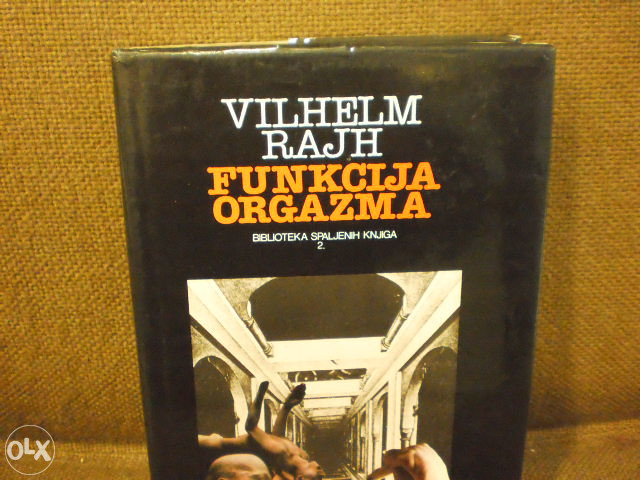 VILHELM
RAJH
FUNKCIJA
ORGAZMA
BIBLIOTEKA SPALJENIH KNJIGA
2.
OLX